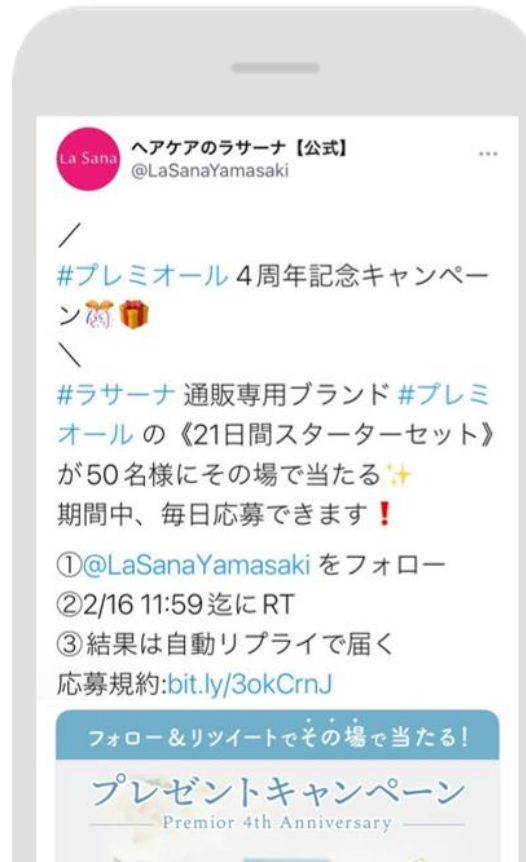 La Sana
ヘアケアのラサーナ【公式】
@LaSanaYamasaki
／
#プレミオール 4周年記念キャンペー
ン🎊🎁
＼
#ラサーナ 通販専用ブランド #プレミ
オール の《21日間スターターセット》
が50名様にその場で当たる✨
期間中、毎日応募できます❗
①@LaSanaYamasaki をフォロー
②2/16 11:59迄にRT
③結果は自動リプライで届く
応募規約:bit.ly/3okCrnJ
フォロー&リツイートでその場で当たる!
プレゼントキャンペーン
Premior 4th Anniversary